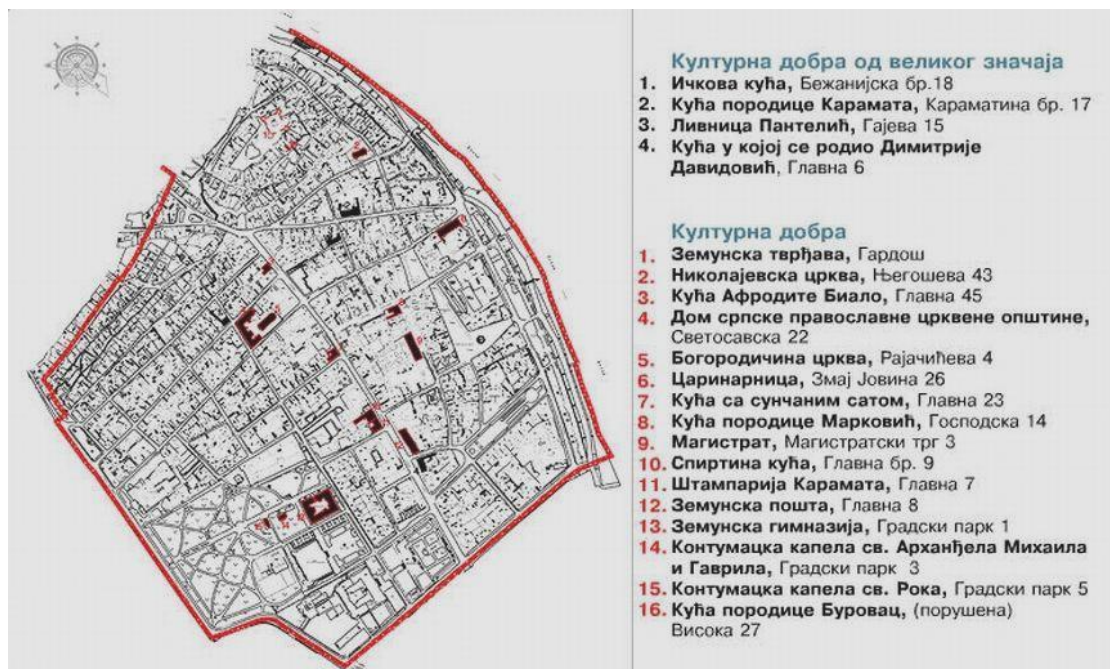 Културна добра од великог значаја
1. Ичкова кућа, Бежанијска бр.18
2. Кућа породице Карамата, Караматина бр. 17
3. Ливница Пантелић, Гајева 15
4. Кућа у којој се родио Димитрије
Давидовић, Главна 6
Културна добра
1. Земунска тврђава, Гардош
2. Николајевска црква, Његошева 43
3. Кућа Афродите Биало, Главна 45
4. Дом српске православне црквене општине,
Светосавска 22
5. Богородичина црква, Рајачићева 4
6. Царинарница, Змај Јовина 26
7. Кућа са сунчаним сатом, Главна 23
8. Кућа породице Марковић, Господска 14
9. Магистрат, Магистратски трг 3
10. Спиртина кућа, Главна бр. 9
11. Штампарија Карамата, Главна 7
12. Земунска пошта, Главна 8
13. Земунска гимназија, Градски парк 1
14. Контумацка капела св. Арханђела Михаила
и Гаврила, Градски парк 3
15. Контумацка капела св. Рока, Градски парк 5
16. Кућа породице Буровац, (порушена)
Висока 27